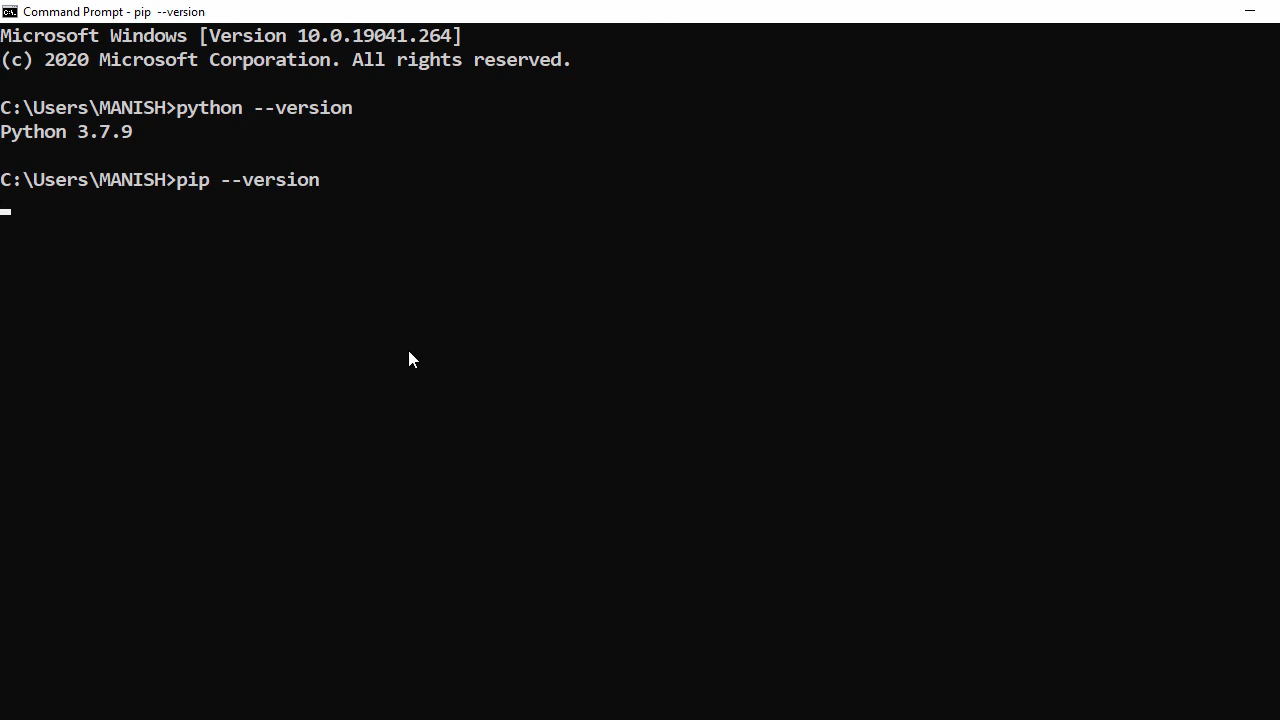 Command Prompt - pip  --version
Microsoft Windows [Version 10.0.19041.264]
(c) 2020 Microsoft Corporation. All rights reserved.
C:\Users\MANISH>python --version
Python 3.7.9
C:\Users\MANISH>pip --version